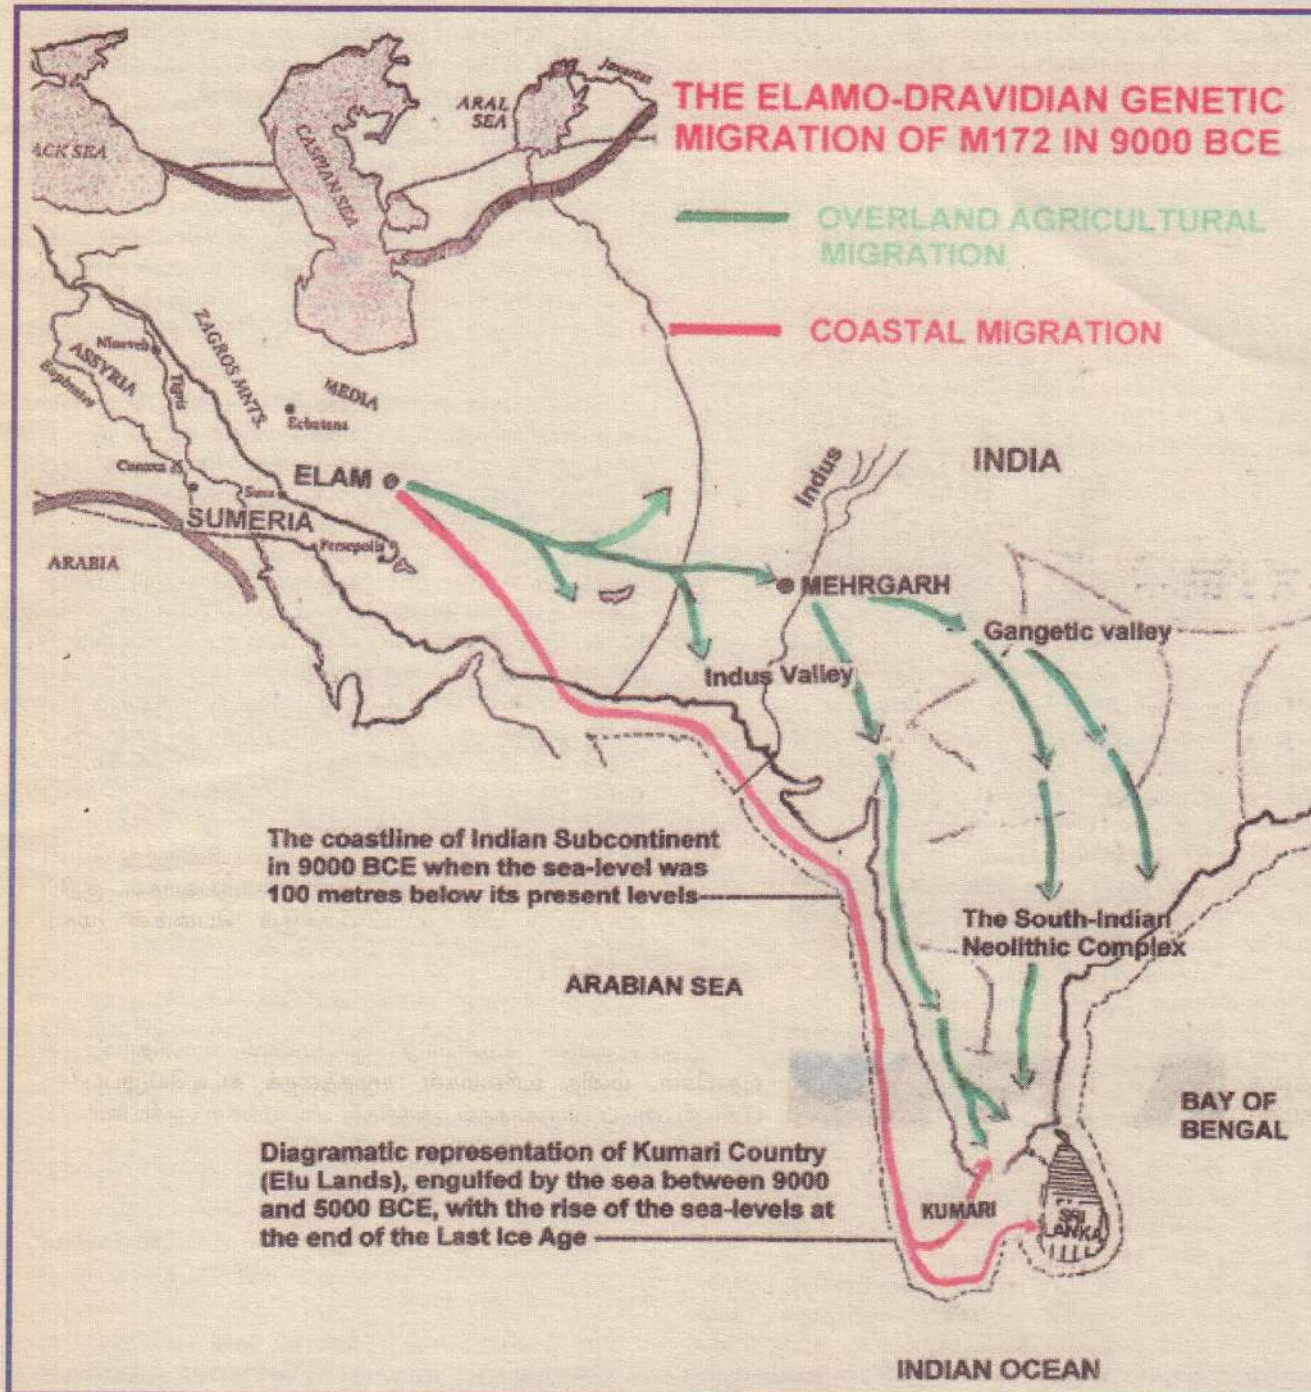 THE ELAMO-DRAVIDIAN GENETIC
MIGRATION OF M172 IN 9000 BCE
OVERLAND AGRICULTURAL
MIGRATION
COASTAL MIGRATION
ACK SEA
CASPIAN SEA
ARAL
SEA
ZAGROS MNTS.
Nineveh
ASSYRIA
Tigris
Euphrates
MEDIA
Ecbatana
Cunaxa
ELAM
Susa
SUMERIA
Persepolis
ARABIA
Indus
INDIA
MEHRGARH
Gangetic valley
Indus Valley
The coastline of Indian Subcontinent
in 9000 BCE when the sea-level was
100 metres below its present levels
The South-Indian
Neolithic Complex
ARABIAN SEA
BAY OF
BENGAL
Diagramatic representation of Kumari Country
(Elu Lands), engulfed by the sea between 9000
and 5000 BCE, with the rise of the sea-levels at
the end of the Last Ice Age
KUMARI
SRI
LANKA
INDIAN OCEAN